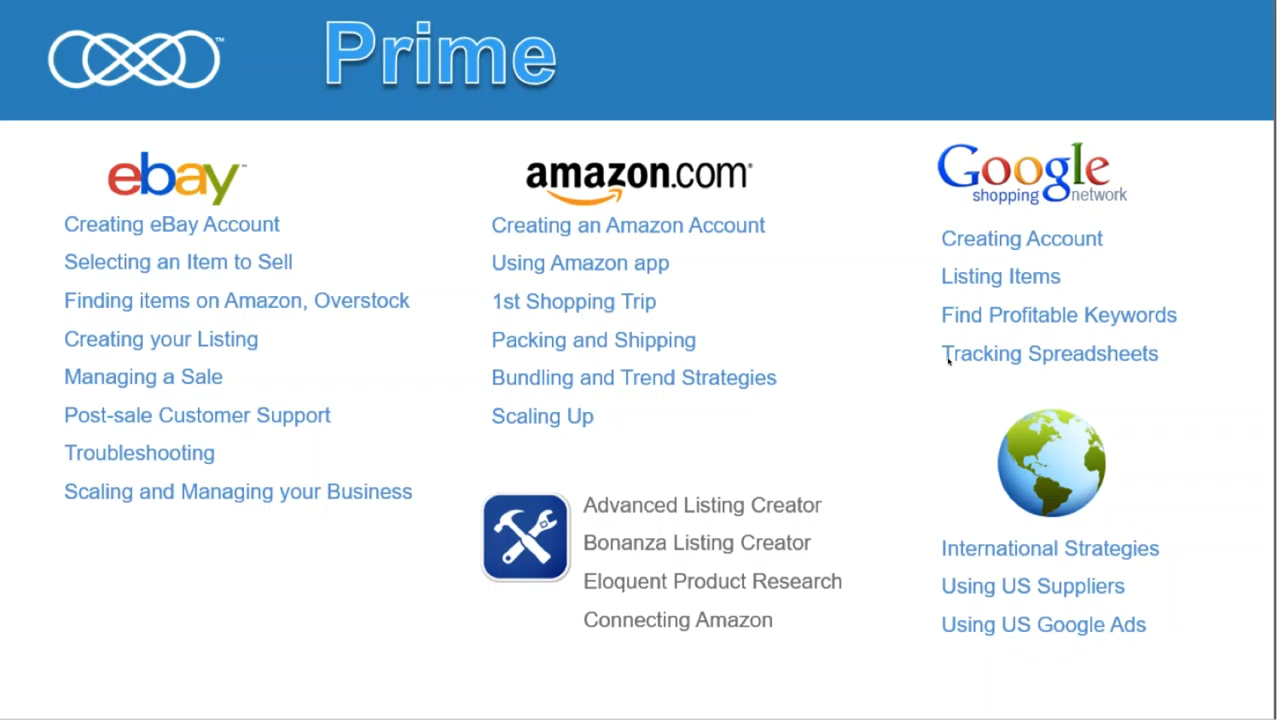 Prime
ebay
Creating eBay Account
Selecting an Item to Sell
Finding items on Amazon, Overstock
Creating your Listing
Managing a Sale
Post-sale Customer Support
Troubleshooting
Scaling and Managing your Business
amazon.com
Creating an Amazon Account
Using Amazon app
1st Shopping Trip
Packing and Shipping
Bundling and Trend Strategies
Scaling Up
Advanced Listing Creator
Bonanza Listing Creator
Eloquent Product Research
Connecting Amazon
Google
shopping network
Creating Account
Listing Items
Find Profitable Keywords
Tracking Spreadsheets
International Strategies
Using US Suppliers
Using US Google Ads